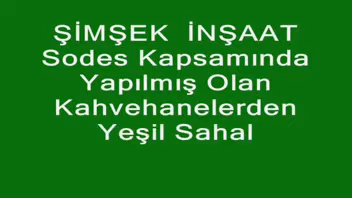 ŞİMŞEK İNŞAAT
Sodes Kapsamında
Yapılmış Olan
Kahvehanelerden
Yeşil Sahal